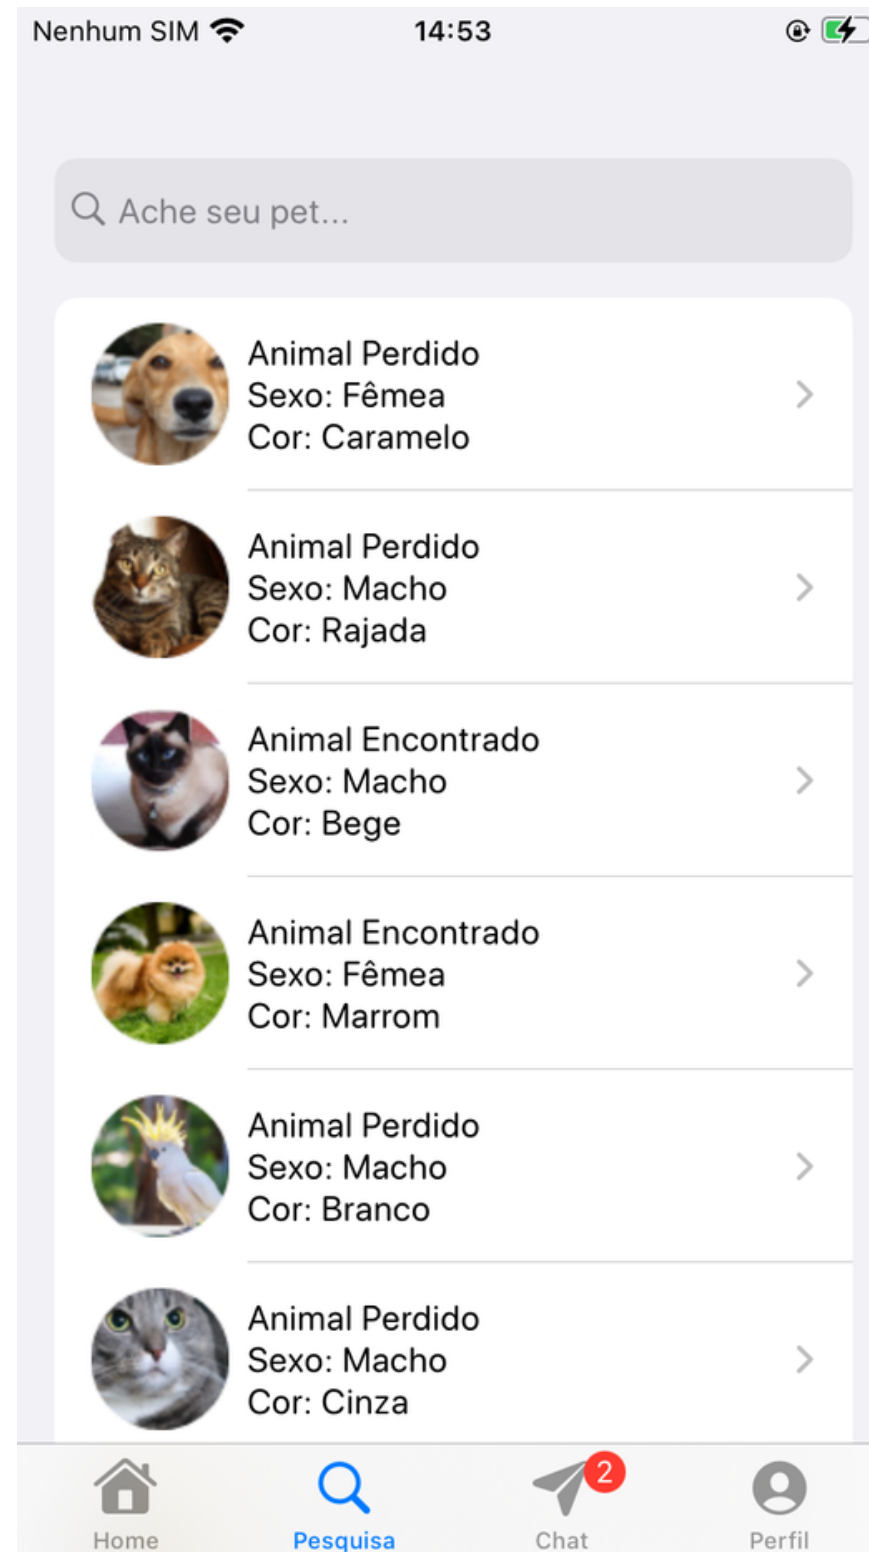 Nenhum SIM 14:53
Ache seu pet...
Animal Perdido
Sexo: Fêmea
Cor: Caramelo
Animal Perdido
Sexo: Macho
Cor: Rajada
Animal Encontrado
Sexo: Macho
Cor: Bege
Animal Encontrado
Sexo: Fêmea
Cor: Marrom
Animal Perdido
Sexo: Macho
Cor: Branco
Animal Perdido
Sexo: Macho
Cor: Cinza
2
Home Pesquisa Chat Perfil